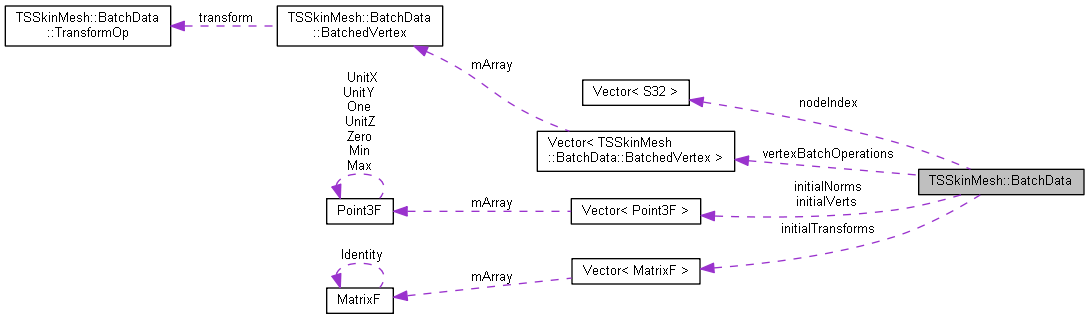 TSSkinMesh::BatchData
::TransformOp
transform
TSSkinMesh::BatchData
::BatchedVertex
mArray
UnitX
UnitY
One
UnitZ
Zero
Min
Max
Vector< S32 >
nodeIndex
Vector< TSSkinMesh
::BatchData::BatchedVertex >
vertexBatchOperations
TSSkinMesh::BatchData
initialNorms
initialVerts
Point3F
mArray
Vector< Point3F >
initialTransforms
Identity
MatrixF
mArray
Vector< MatrixF >